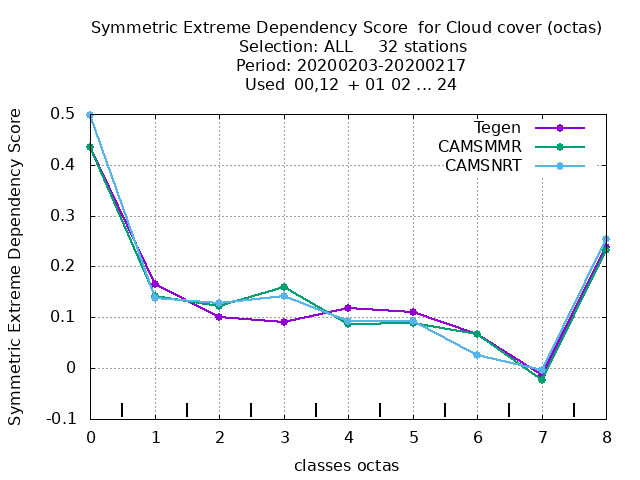 Symmetric Extreme Dependency Score  for Cloud cover (octas)
Selection: ALL     32 stations
Period: 20200203-20200217
Used  00,12  + 01 02 ... 24
Symmetric Extreme Dependency Score
0.5
0.4
0.3
0.2
0.1
0
-0.1
Tegen
CAMSMMR
CAMSNRT
0 1 2 3 4 5 6 7 8
classes octas